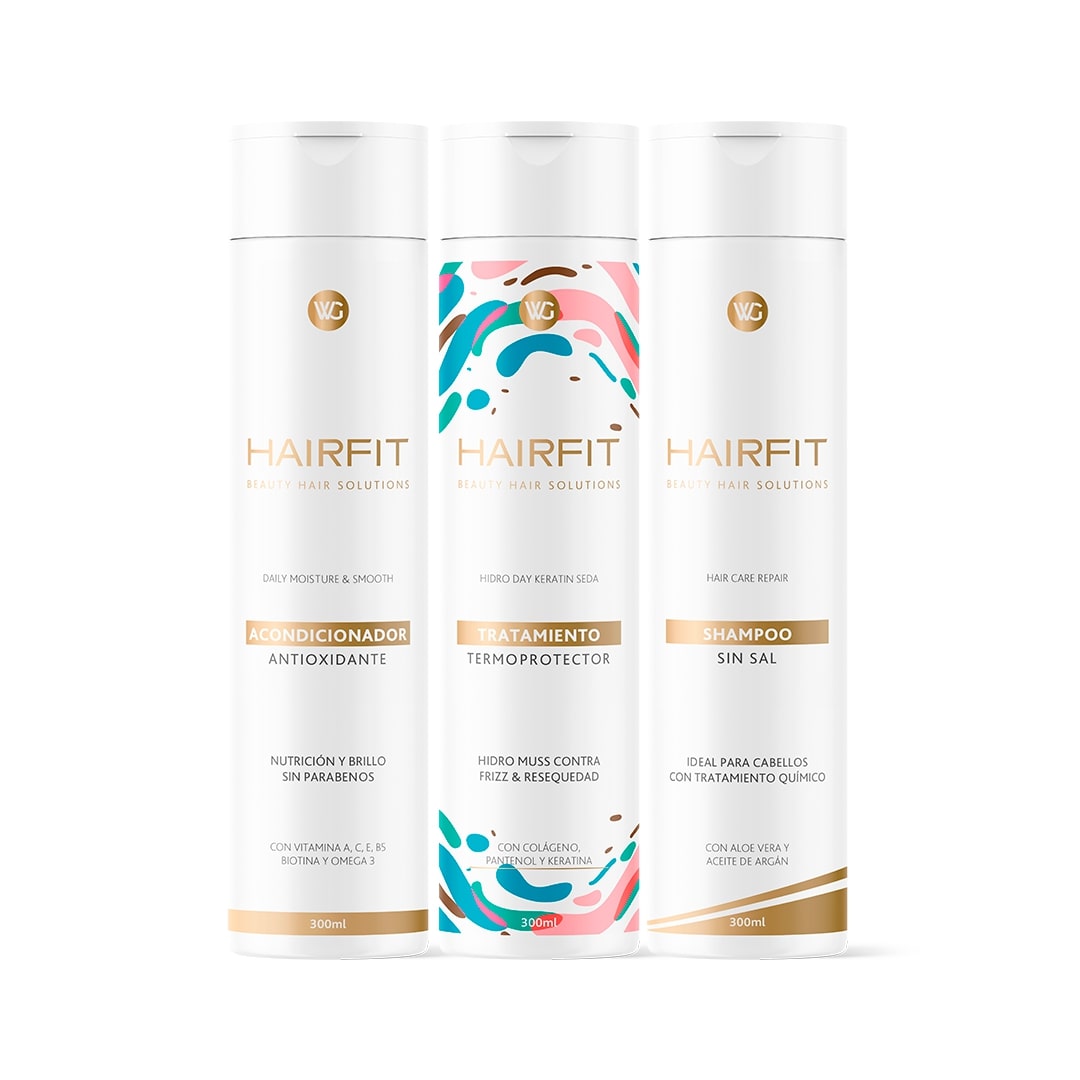 WG
HAIRFIT
BEAUTY HAIR SOLUTIONS
DAILY MOISTURE & SMOOTH
ACONDICIONADOR
ANTIOXIDANTE
NUTRICIÓN Y BRILLO
SIN PARABENOS
CON VITAMINA A, C, E, B5
BIOTINA Y OMEGA 3
300ml
WG
HAIRFIT
BEAUTY HAIR SOLUTIONS
HIDRO DAY KERATIN SEDA
TRATAMIENTO
TERMOPROTECTOR
HIDRO MUSS CONTRA
FRIZZ & RESEQUEDAD
CON COLÁGENO,
PANTENOL Y KERATINA
300ml
WG
HAIRFIT
BEAUTY HAIR SOLUTIONS
HAIR CARE REPAIR
SHAMPOO
SIN SAL
IDEAL PARA CABELLOS
CON TRATAMIENTO QUÍMICO
CON ALOE VERA Y
ACEITE DE ARGÁN
300ml